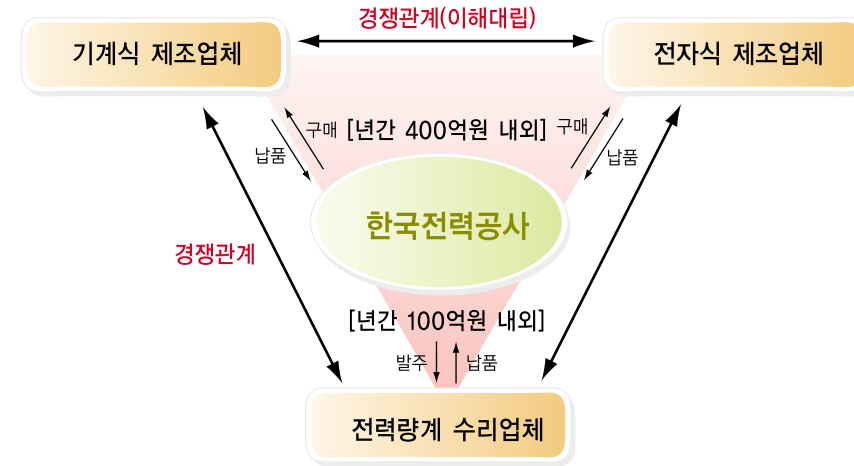 경쟁관계(이해대립)
기계식 제조업체
전자식 제조업체
구매 [년간 400억원 내외] 구매
납품
납품
한국전력공사
경쟁관계
[년간 100억원 내외]
발주
납품
전력량계 수리업체